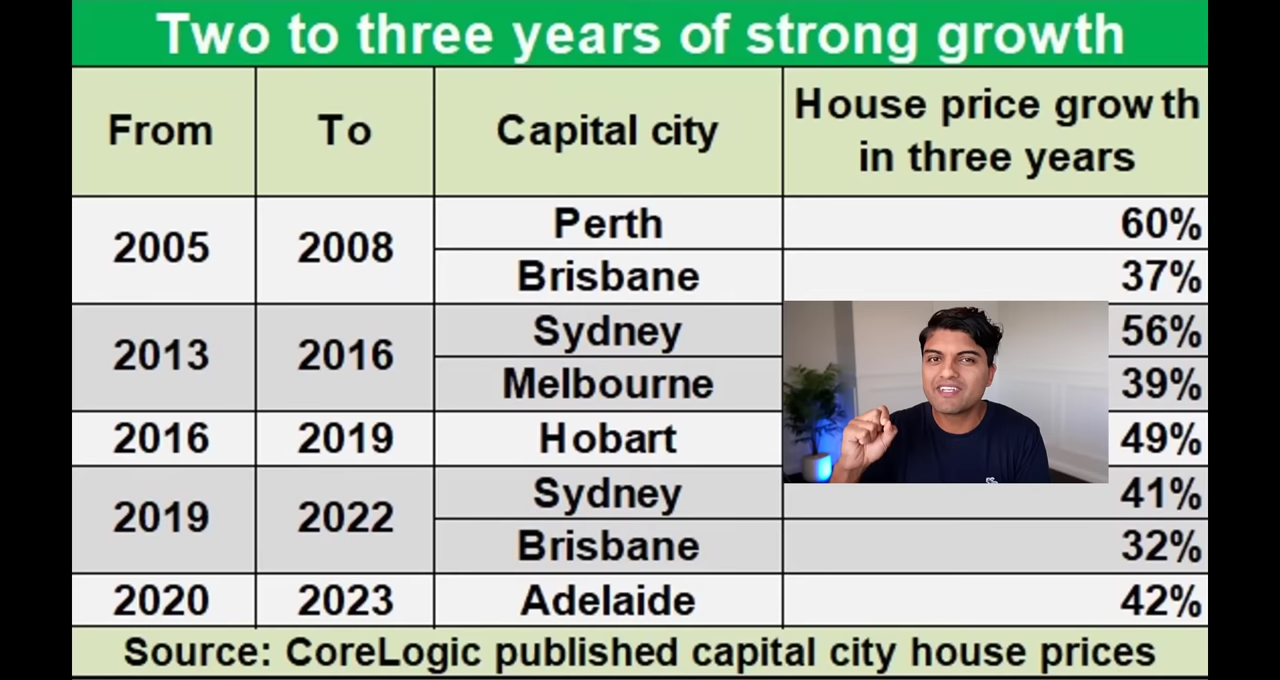 Two to three years of strong growth
From To Capital city House price growth
in three years
2005 2008 Perth 60%
Brisbane 37%
2013 2016 Sydney 56%
Melbourne 39%
2016 2019 Hobart 49%
2019 2022 Sydney 41%
Brisbane 32%
2020 2023 Adelaide 42%
Source: CoreLogic published capital city house prices